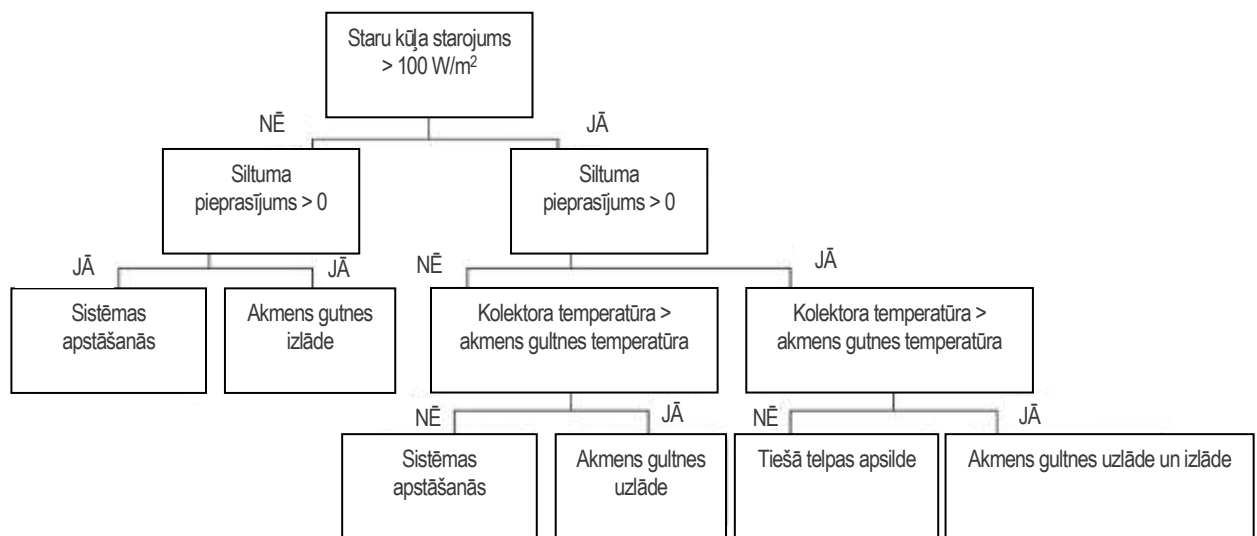 Staru kūļa starojums
> 100 W/m²
NĒ
JĀ
Siltuma
pieprasījums > 0
Siltuma
pieprasījums > 0
JĀ
JĀ
NĒ
JĀ
Sistēmas
apstāšanās
Akmens gutnes
izlāde
Kolektora temperatūra >
akmens gultnes temperatūra
Kolektora temperatūra >
akmens gutnes temperatūra
NĒ
JĀ
NĒ
JĀ
Sistēmas
apstāšanās
Akmens gultnes
uzlāde
Tiešā telpas apsilde
Akmens gultnes uzlāde un izlāde